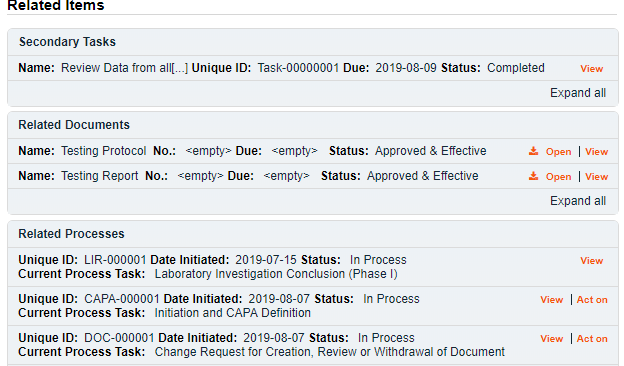 Related Items
Secondary Tasks
Name: Review Data from all[...] Unique ID: Task-00000001 Due: 2019-08-09 Status: Completed View
Expand all
Related Documents
Name: Testing Protocol No.: <empty> Due: <empty> Status: Approved & Effective Open | View
Name: Testing Report No.: <empty> Due: <empty> Status: Approved & Effective Open | View
Expand all
Related Processes
Unique ID: LIR-000001 Date Initiated: 2019-07-15 Status: In Process View
Current Process Task: Laboratory Investigation Conclusion (Phase I)
Unique ID: CAPA-000001 Date Initiated: 2019-08-07 Status: In Process View | Act on
Current Process Task: Initiation and CAPA Definition
Unique ID: DOC-000001 Date Initiated: 2019-08-07 Status: In Process View | Act on
Current Process Task: Change Request for Creation, Review or Withdrawal of Document